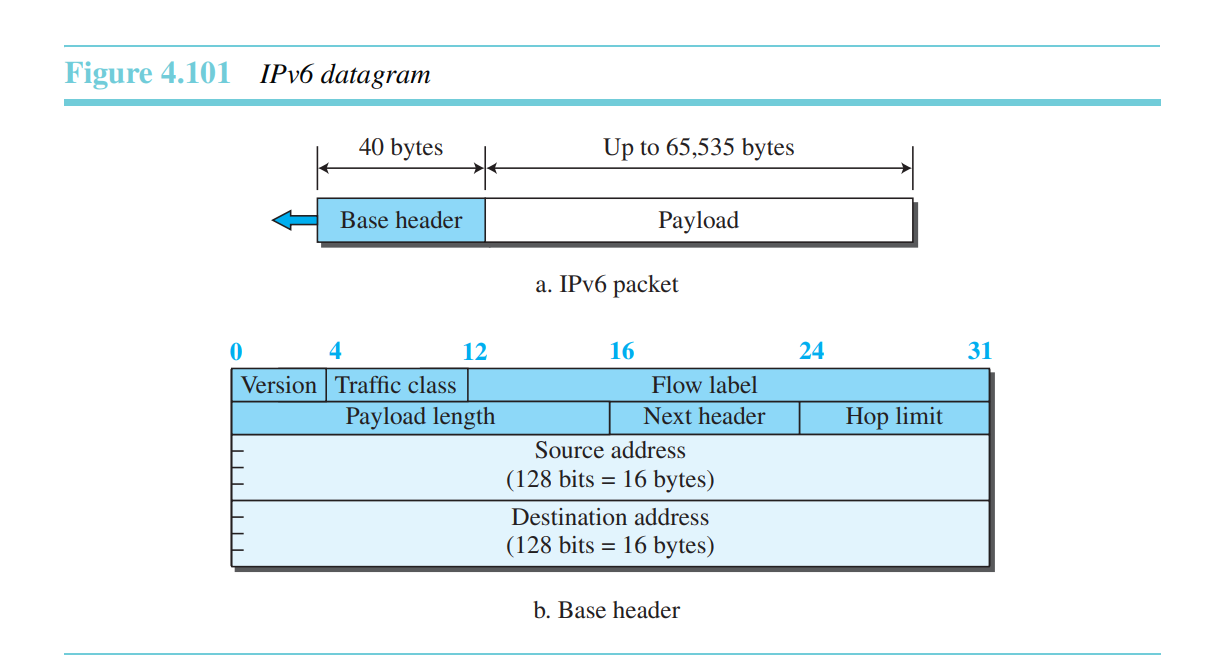 Figure 4.101 IPv6 datagram
40 bytes Up to 65,535 bytes
Base header Payload
a. IPv6 packet
0 4 12 16 24 31
Version Traffic class Flow label
Payload length Next header Hop limit
Source address
(128 bits = 16 bytes)
Destination address
(128 bits = 16 bytes)
b. Base header